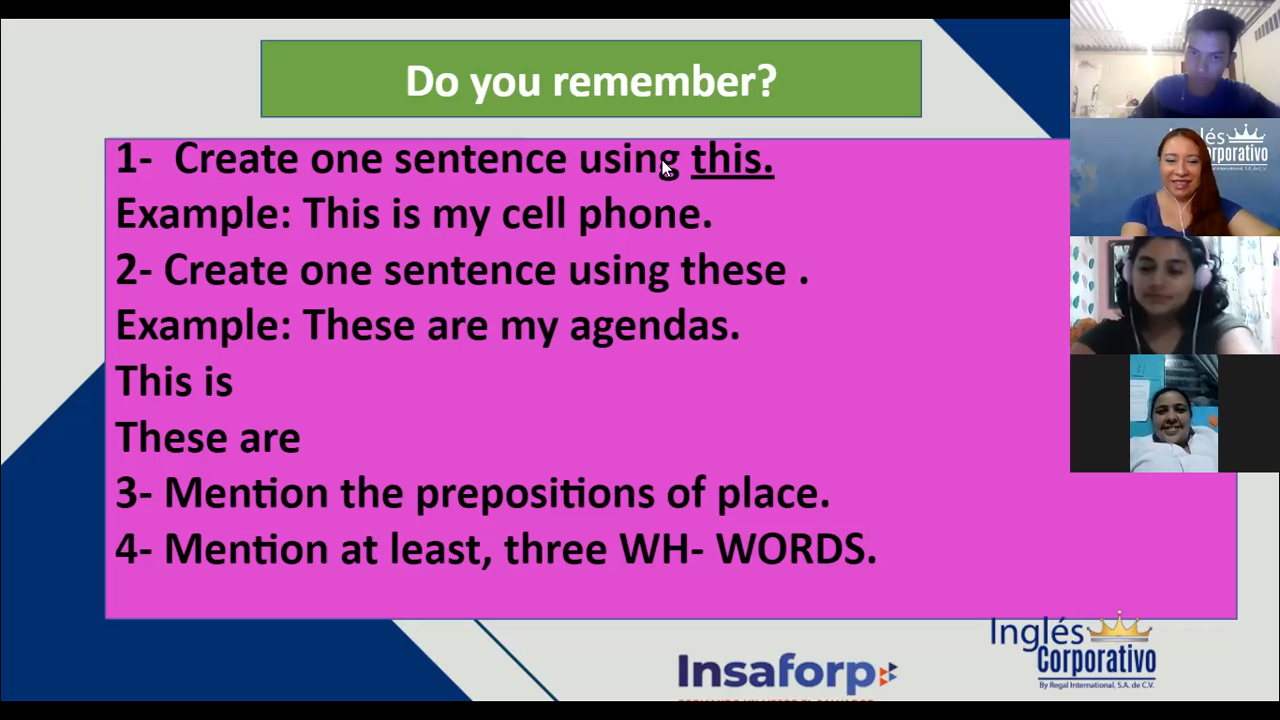 Do you remember?
1- Create one sentence using this.
Example: This is my cell phone.
2- Create one sentence using these .
Example: These are my agendas.
This is
These are
3- Mention the prepositions of place.
4- Mention at least, three WH- WORDS.
Insaforp
Inglés
Corporativo
By Regal International, S.A. de C.V.
lés
orporativo